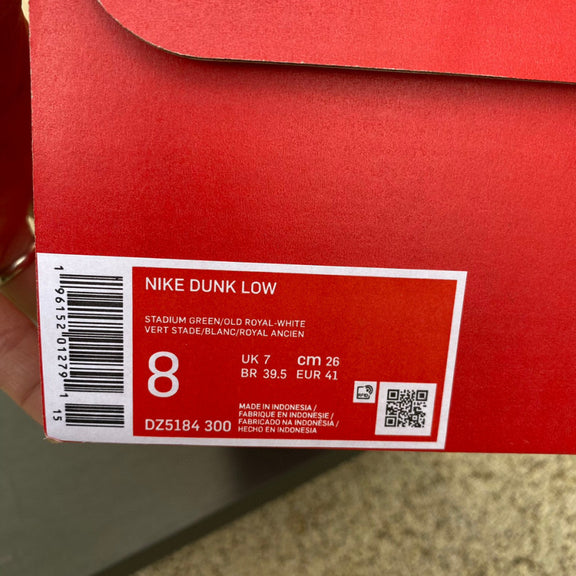 NIKE DUNK LOW
STADIUM GREEN/OLD ROYAL-WHITE
VERT STADE/BLANC/ROYAL ANCIEN
8
UK 7 cm 26
BR 39.5 EUR 41
DZ5184 300
MADE IN INDONESIA/
FABRIQUE EN INDONESIE/
FABRICADO NA INDONÉSIA/
HECHO EN INDONESIA
1 96152 01279 1
15